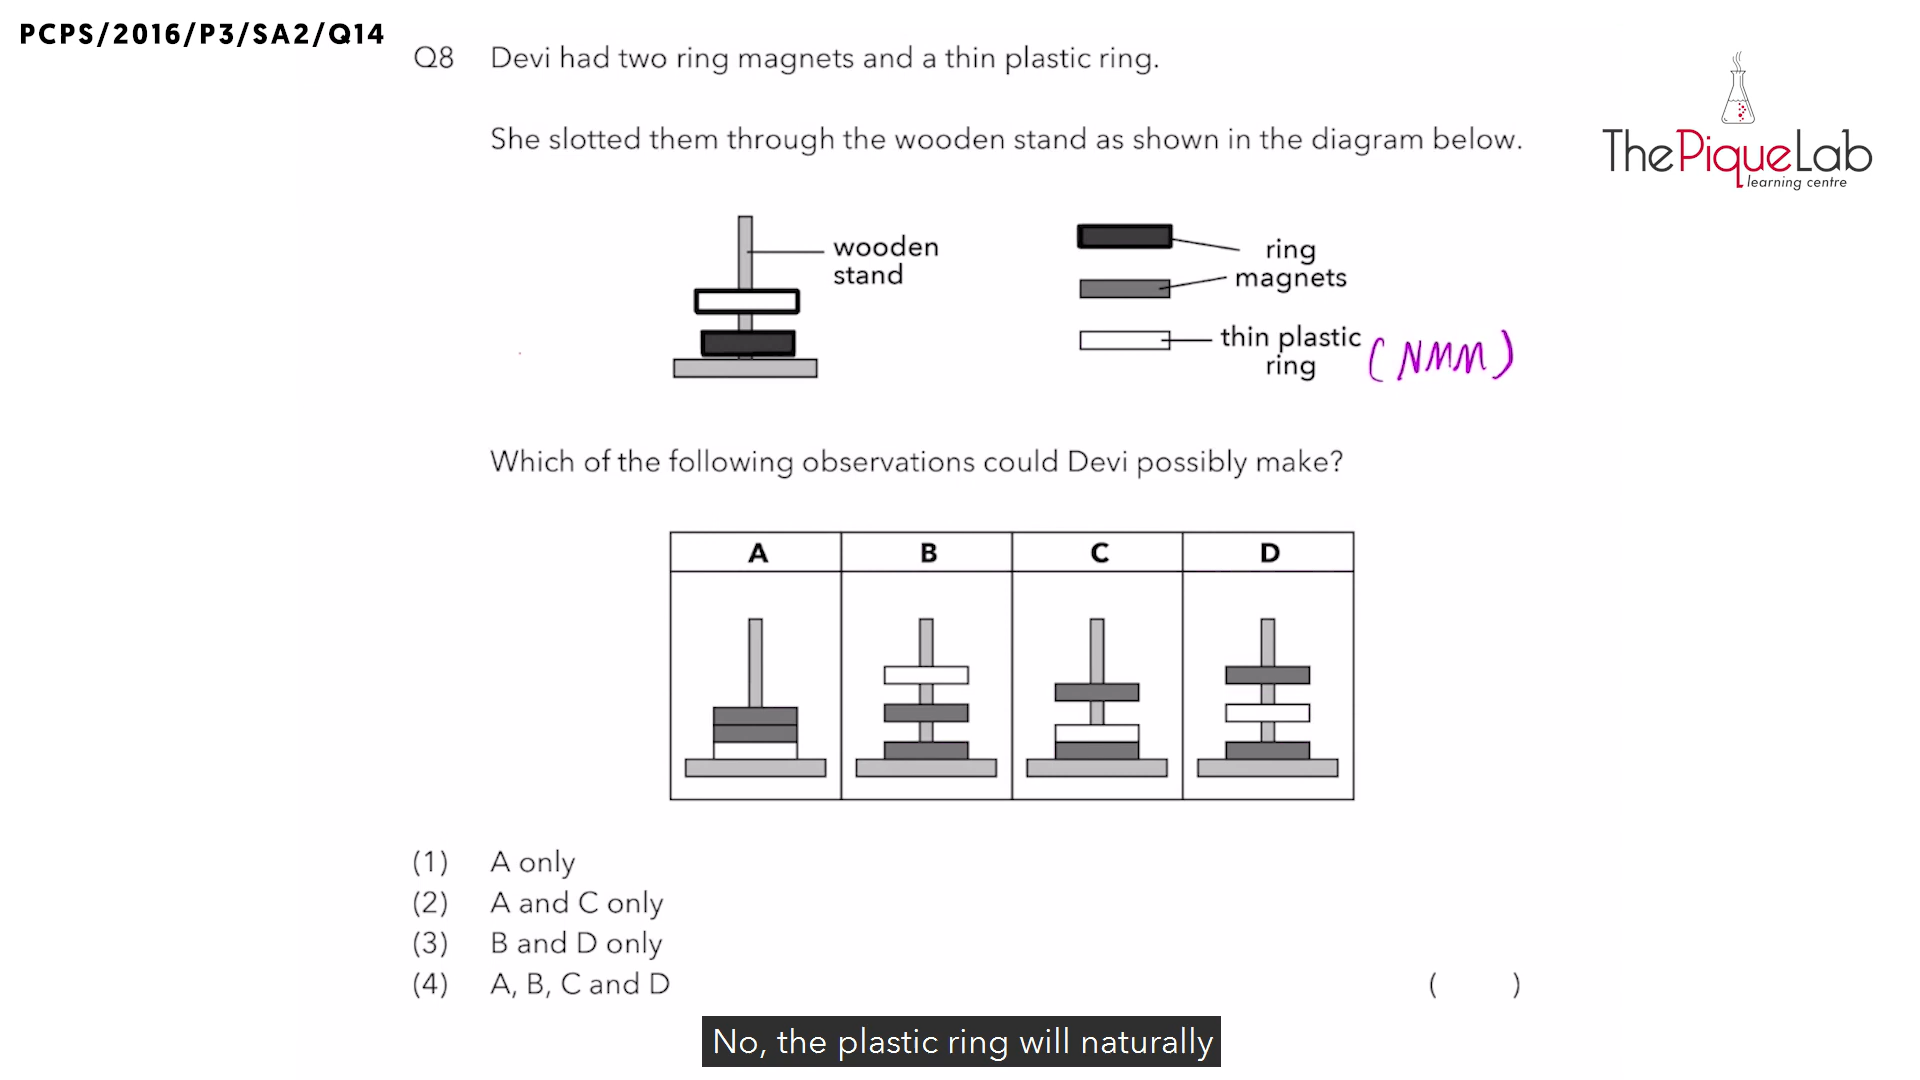 PCPS/2016/P3/SA2/Q14
Q8 Devi had two ring magnets and a thin plastic ring.
She slotted them through the wooden stand as shown in the diagram below.
ThePiqueLab
learning centre
wooden
stand
ring
magnets
thin plastic
ring
(NMM)
Which of the following observations could Devi possibly make?
A B C D
(1) A only
(2) A and C only
(3) B and D only
(4) A, B, C and D ( )
No, the plastic ring will naturally